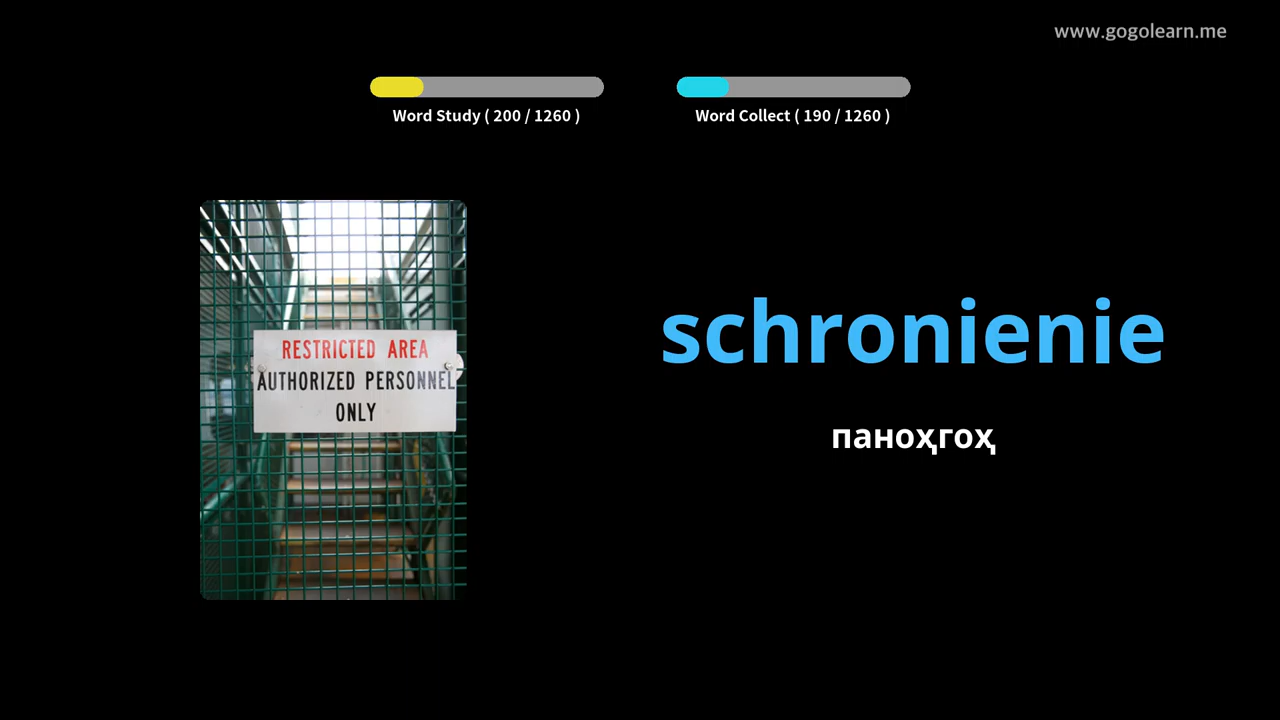 www.gogolearn.me
Word Study ( 200 / 1260 )
Word Collect ( 190 / 1260 )
RESTRICTED AREA
AUTHORIZED PERSONNEL
ONLY
schronienie
паноҳгоҳ